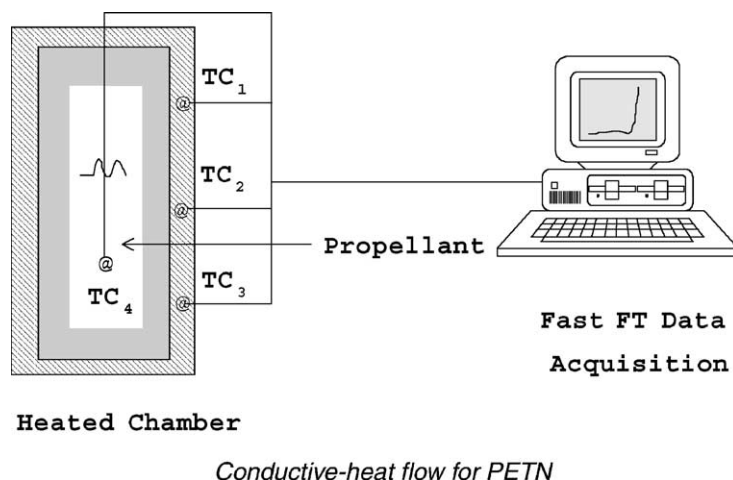 TC1
@
TC2
@
Propellant
@
TC4
TC3
@
Fast FT Data
Acquisition
Heated Chamber
Conductive-heat flow for PETN